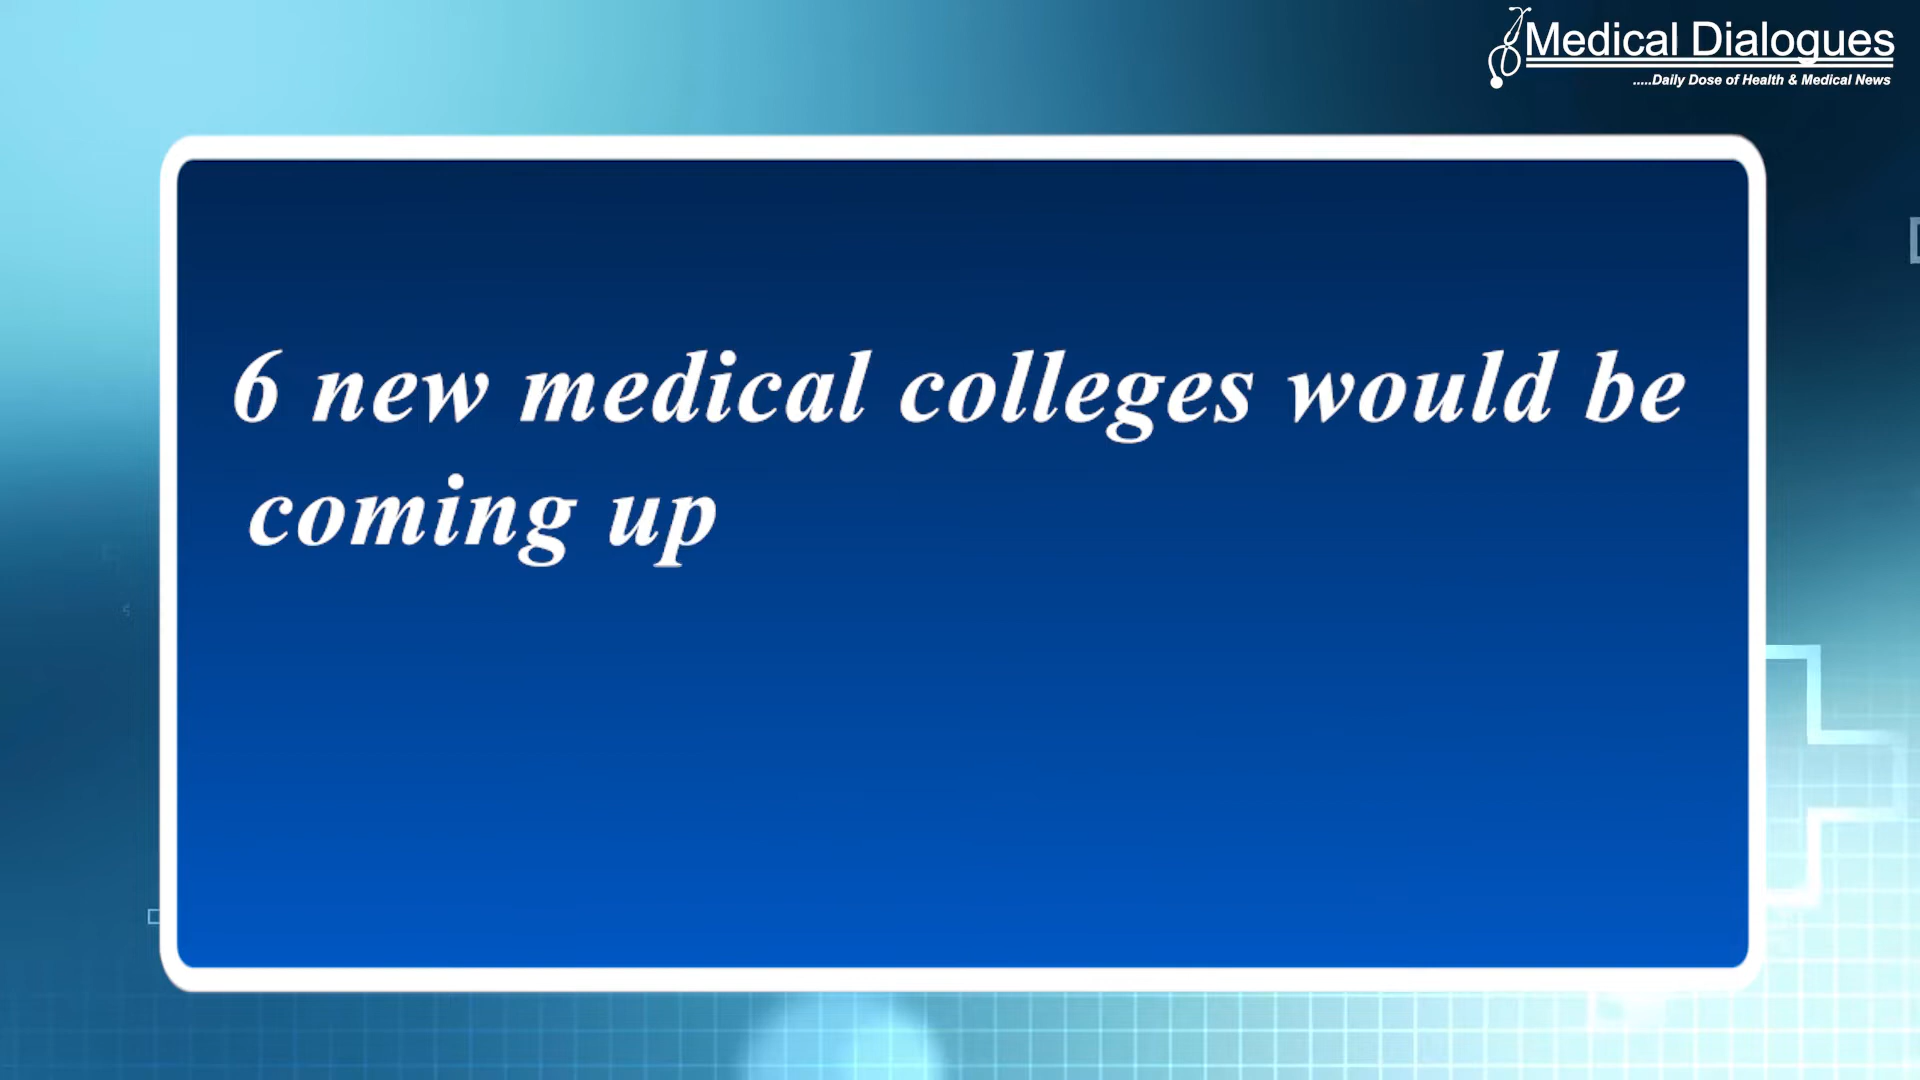 Medical Dialogues
.....Daily Dose of Health & Medical News
6 new medical colleges would be
coming up